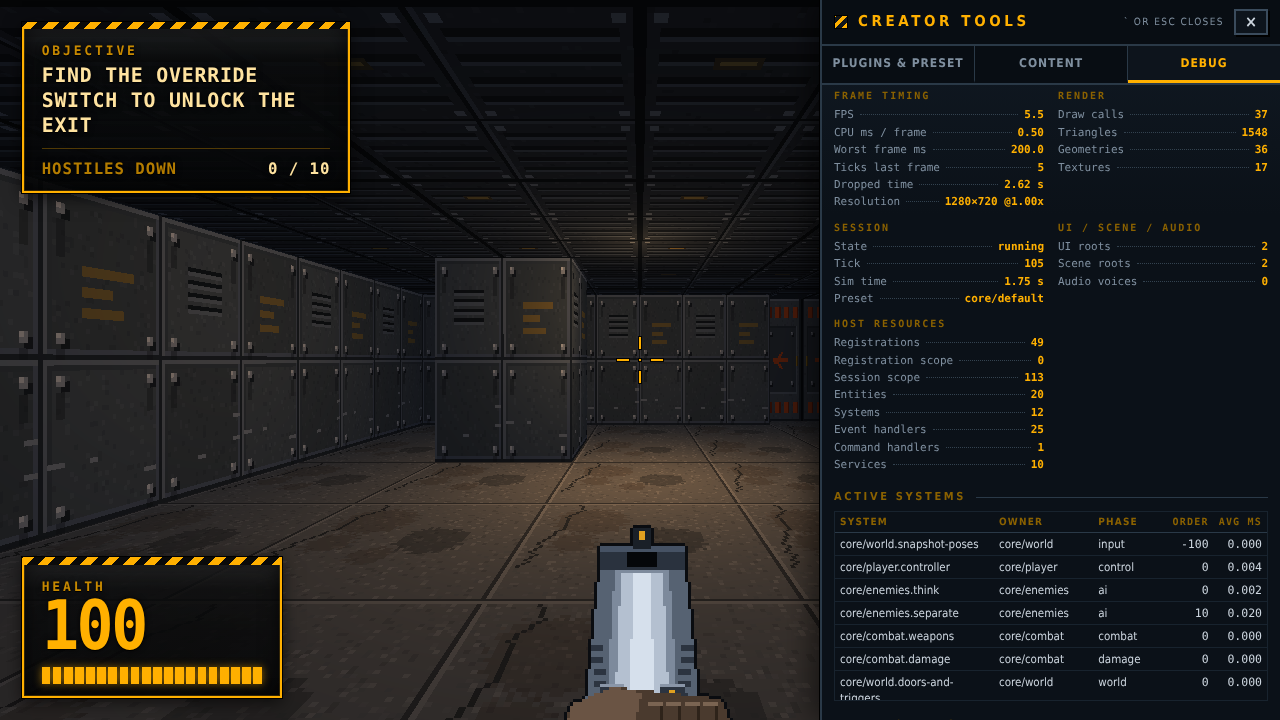 OBJECTIVE
FIND THE OVERRIDE
SWITCH TO UNLOCK THE
EXIT
HOSTILES DOWN 0 / 10
HEALTH
100
CREATOR TOOLS ` OR ESC CLOSES ×
PLUGINS & PRESET CONTENT DEBUG
FRAME TIMING
FPS 5.5
CPU ms / frame 0.50
Worst frame ms 200.0
Ticks last frame 5
Dropped time 2.62 s
Resolution 1280×720 @1.00x
RENDER
Draw calls 37
Triangles 1548
Geometries 36
Textures 17
SESSION
State running
Tick 105
Sim time 1.75 s
Preset core/default
UI / SCENE / AUDIO
UI roots 2
Scene roots 2
Audio voices 0
HOST RESOURCES
Registrations 49
Registration scope 0
Session scope 113
Entities 20
Systems 12
Event handlers 25
Command handlers 1
Services 10
ACTIVE SYSTEMS
SYSTEM OWNER PHASE ORDER AVG MS
core/world.snapshot-poses core/world input -100 0.000
core/player.controller core/player control 0 0.004
core/enemies.think core/enemies ai 0 0.002
core/enemies.separate core/enemies ai 10 0.020
core/combat.weapons core/combat combat 0 0.000
core/combat.damage core/combat damage 0 0.000
core/world.doors-and- core/world world 0 0.000
triggers